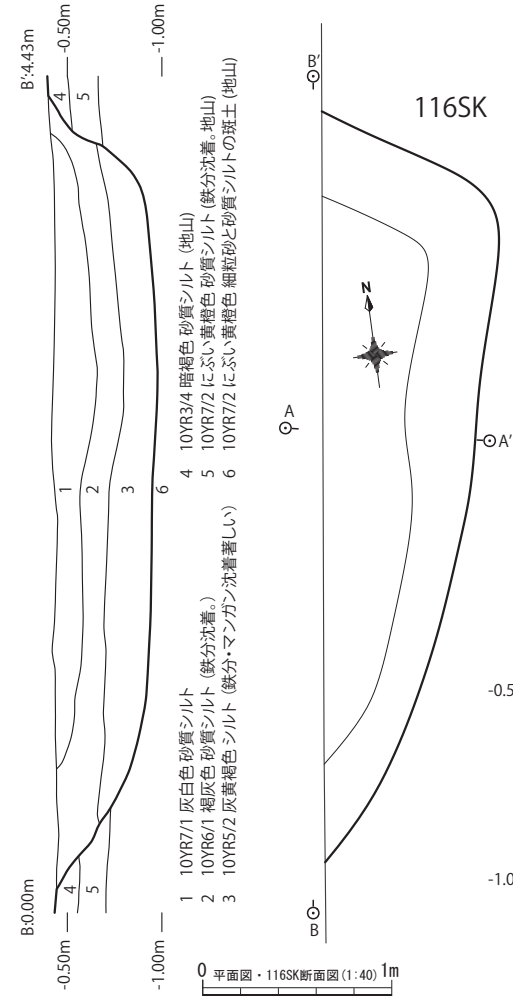 B':4.43m
-0.50m
-1.00m
4
5
1
2
3
6
4
5
B:0.00m
-0.50m
-1.00m
1 10YR7/1 灰白色 砂質シルト
2 10YR6/1 褐灰色 砂質シルト (鉄分沈着。)
3 10YR5/2 灰黄褐色 シルト (鉄分・マンガン沈着著しい)
4 10YR3/4 暗褐色 砂質シルト (地山)
5 10YR7/2 にぶい黄橙色 砂質シルト (鉄分沈着。地山)
6 10YR7/2 にぶい黄橙色 細粒砂と砂質シルトの斑土 (地山)
116SK
B'
N
A
A'
B
-0.5
-1.0
0 平面図・116SK断面図(1:40) 1m